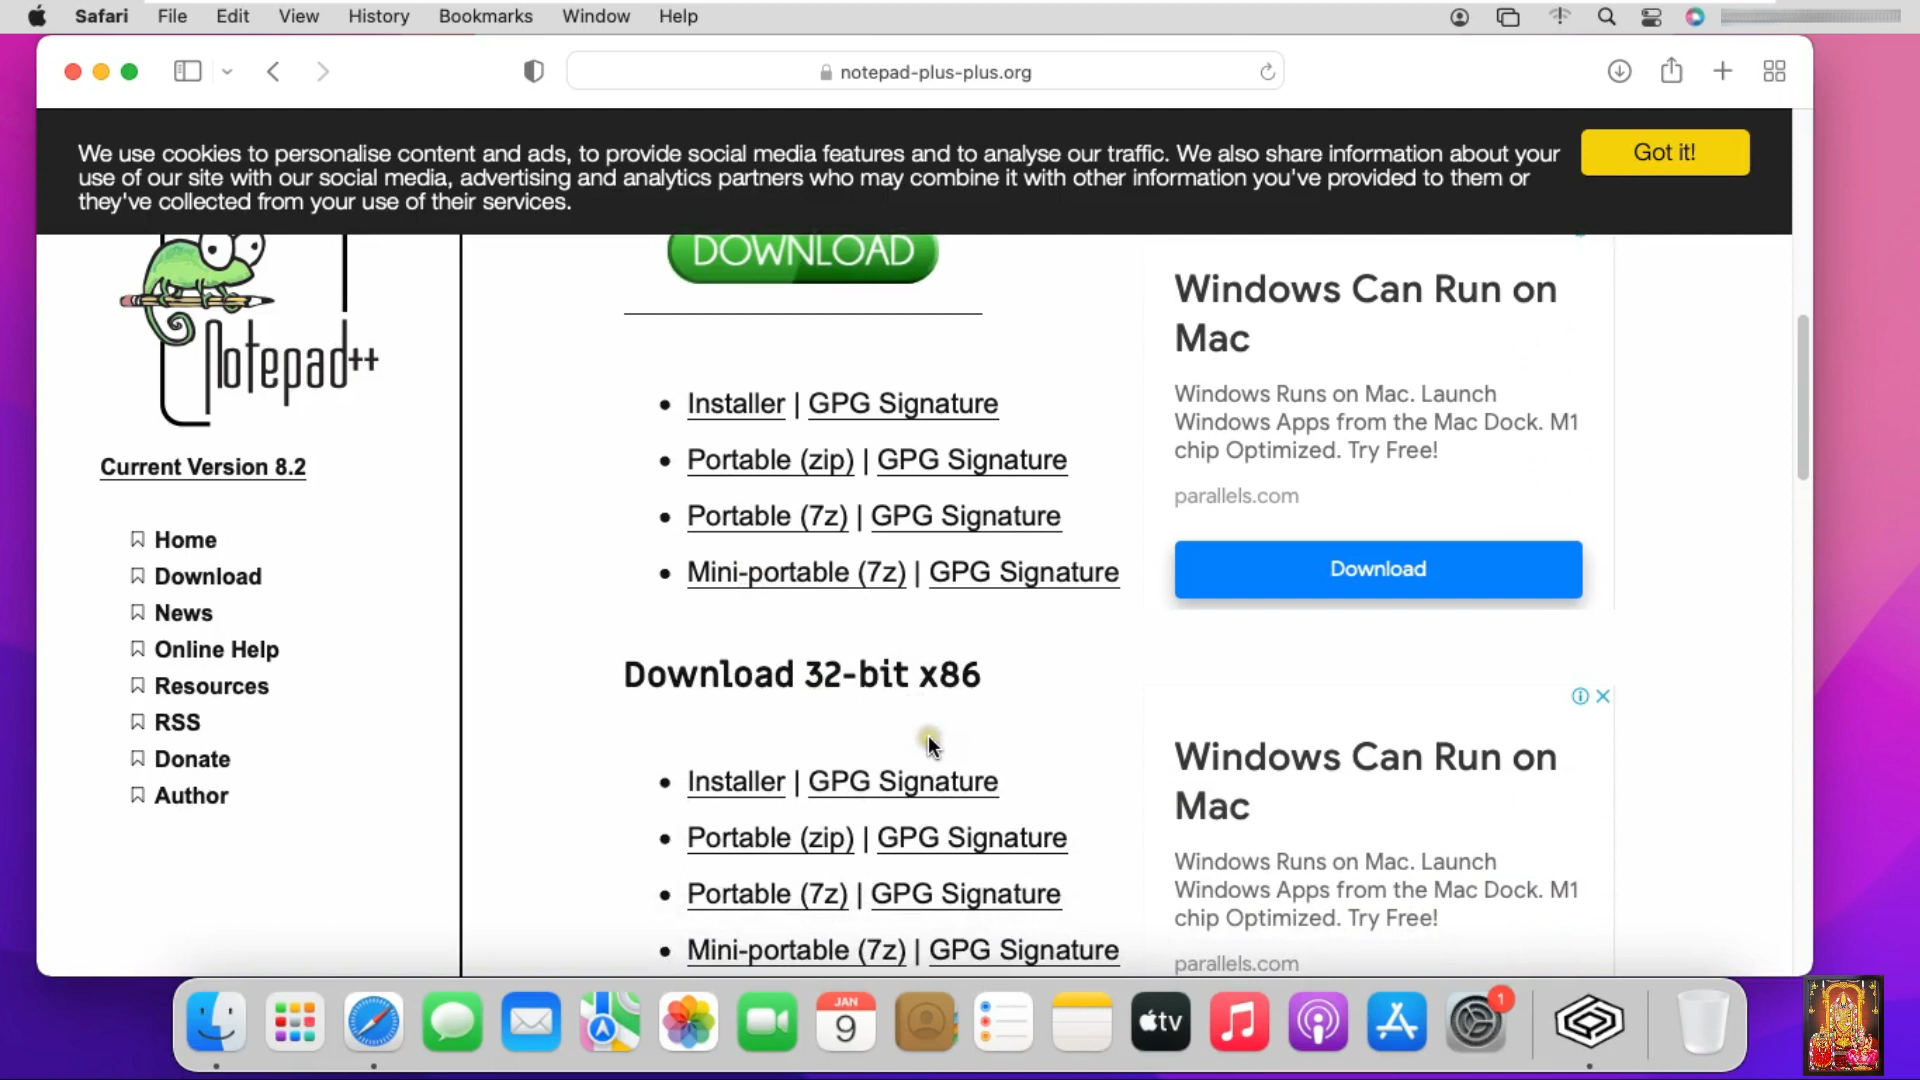 Safari File Edit View History Bookmarks Window Help
notepad-plus-plus.org
We use cookies to personalise content and ads, to provide social media features and to analyse our traffic. We also share information about your
use of our site with our social media, advertising and analytics partners who may combine it with other information you've provided to them or
they've collected from your use of their services.
Got it!
Notepad++
Current Version 8.2
Home
Download
News
Online Help
Resources
RSS
Donate
Author
DOWNLOAD
Installer | GPG Signature
Portable (zip) | GPG Signature
Portable (7z) | GPG Signature
Mini-portable (7z) | GPG Signature
Download 32-bit x86
Installer | GPG Signature
Portable (zip) | GPG Signature
Portable (7z) | GPG Signature
Mini-portable (7z) | GPG Signature
Windows Can Run on
Mac
Windows Runs on Mac. Launch
Windows Apps from the Mac Dock. M1
chip Optimized. Try Free!
parallels.com
Download
Windows Can Run on
Mac
Windows Runs on Mac. Launch
Windows Apps from the Mac Dock. M1
chip Optimized. Try Free!
parallels.com
JAN
9
tv
1